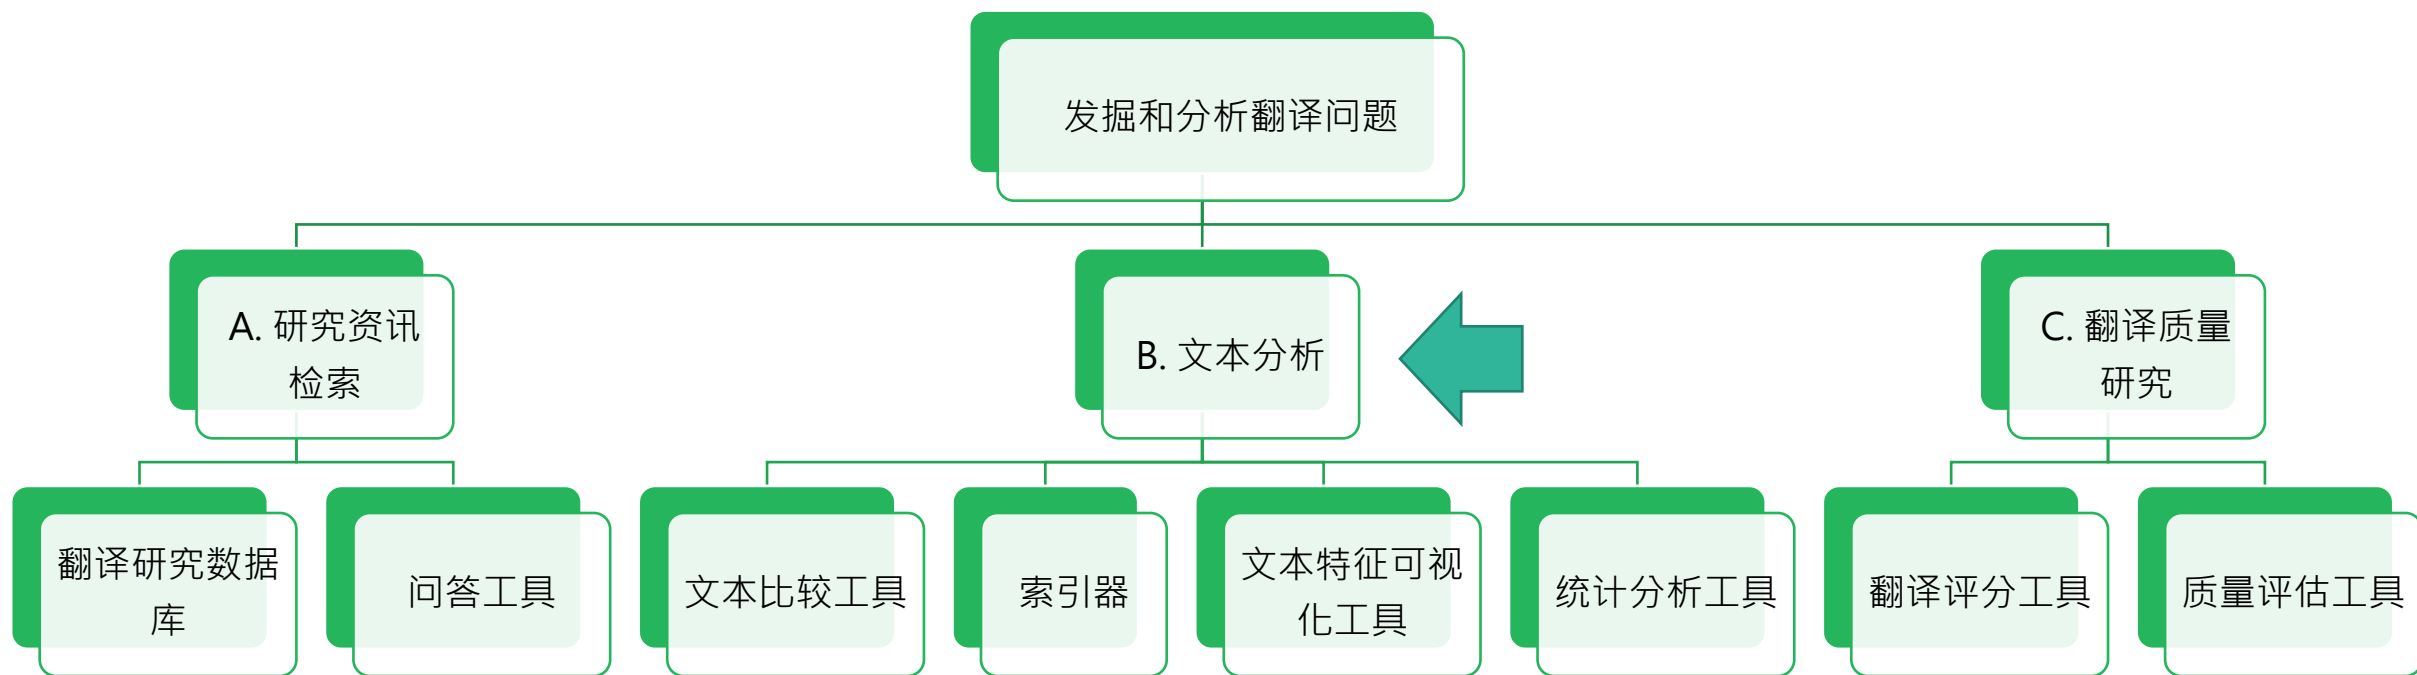 发掘和分析翻译问题
A. 研究资讯
检索
B. 文本分析
C. 翻译质量
研究
翻译研究数据
库
问答工具
文本比较工具
索引器
文本特征可视
化工具
统计分析工具
翻译评分工具
质量评估工具